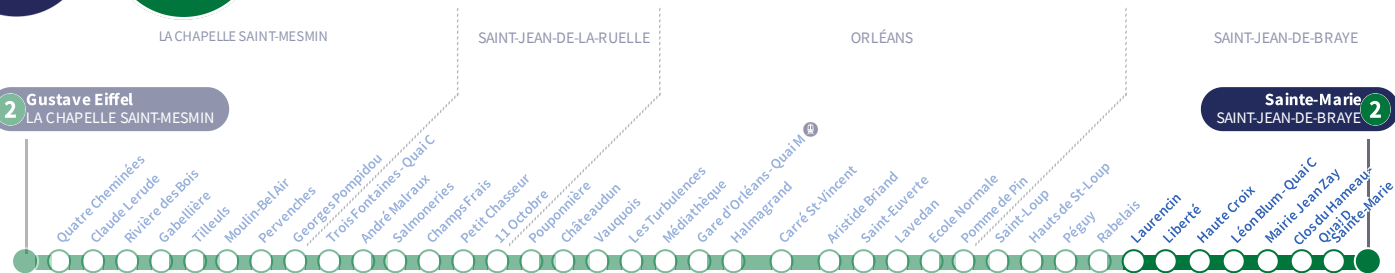 LA CHAPELLE SAINT-MESMIN
SAINT-JEAN-DE-LA-RUELLE
ORLÉANS
SAINT-JEAN-DE-BRAYE
2
Gustave Eiffel
LA CHAPELLE SAINT-MESMIN
Sainte-Marie
SAINT-JEAN-DE-BRAYE
2
Quatre Cheminées
Claude Lerude
Rivière des Bois
Gabellière
Tilleuls
Moulin-Bel Air
Pervenches
Georges Pompidou
Trois Fontaines - Quai C
André Malraux
Salmoneries
Champs Frais
Petit Chasseur
11 Octobre
Pouponnière
Châteaudun
Vauquois
Les Turbulences
Médiathèque
Gare d'Orléans - Quai M
Halmagrand
Carré St-Vincent
Aristide Briand
Saint-Euverte
Lavedan
Ecole Normale
Pomme de Pin
Saint-Loup
Hauts de St-Loup
Péguy
Rabelais
Laurencin
Liberté
Haute Croix
Léon Blum - Quai C
Mairie Jean Zay
Clos du Hameau -
Quai D
Sainte-Marie